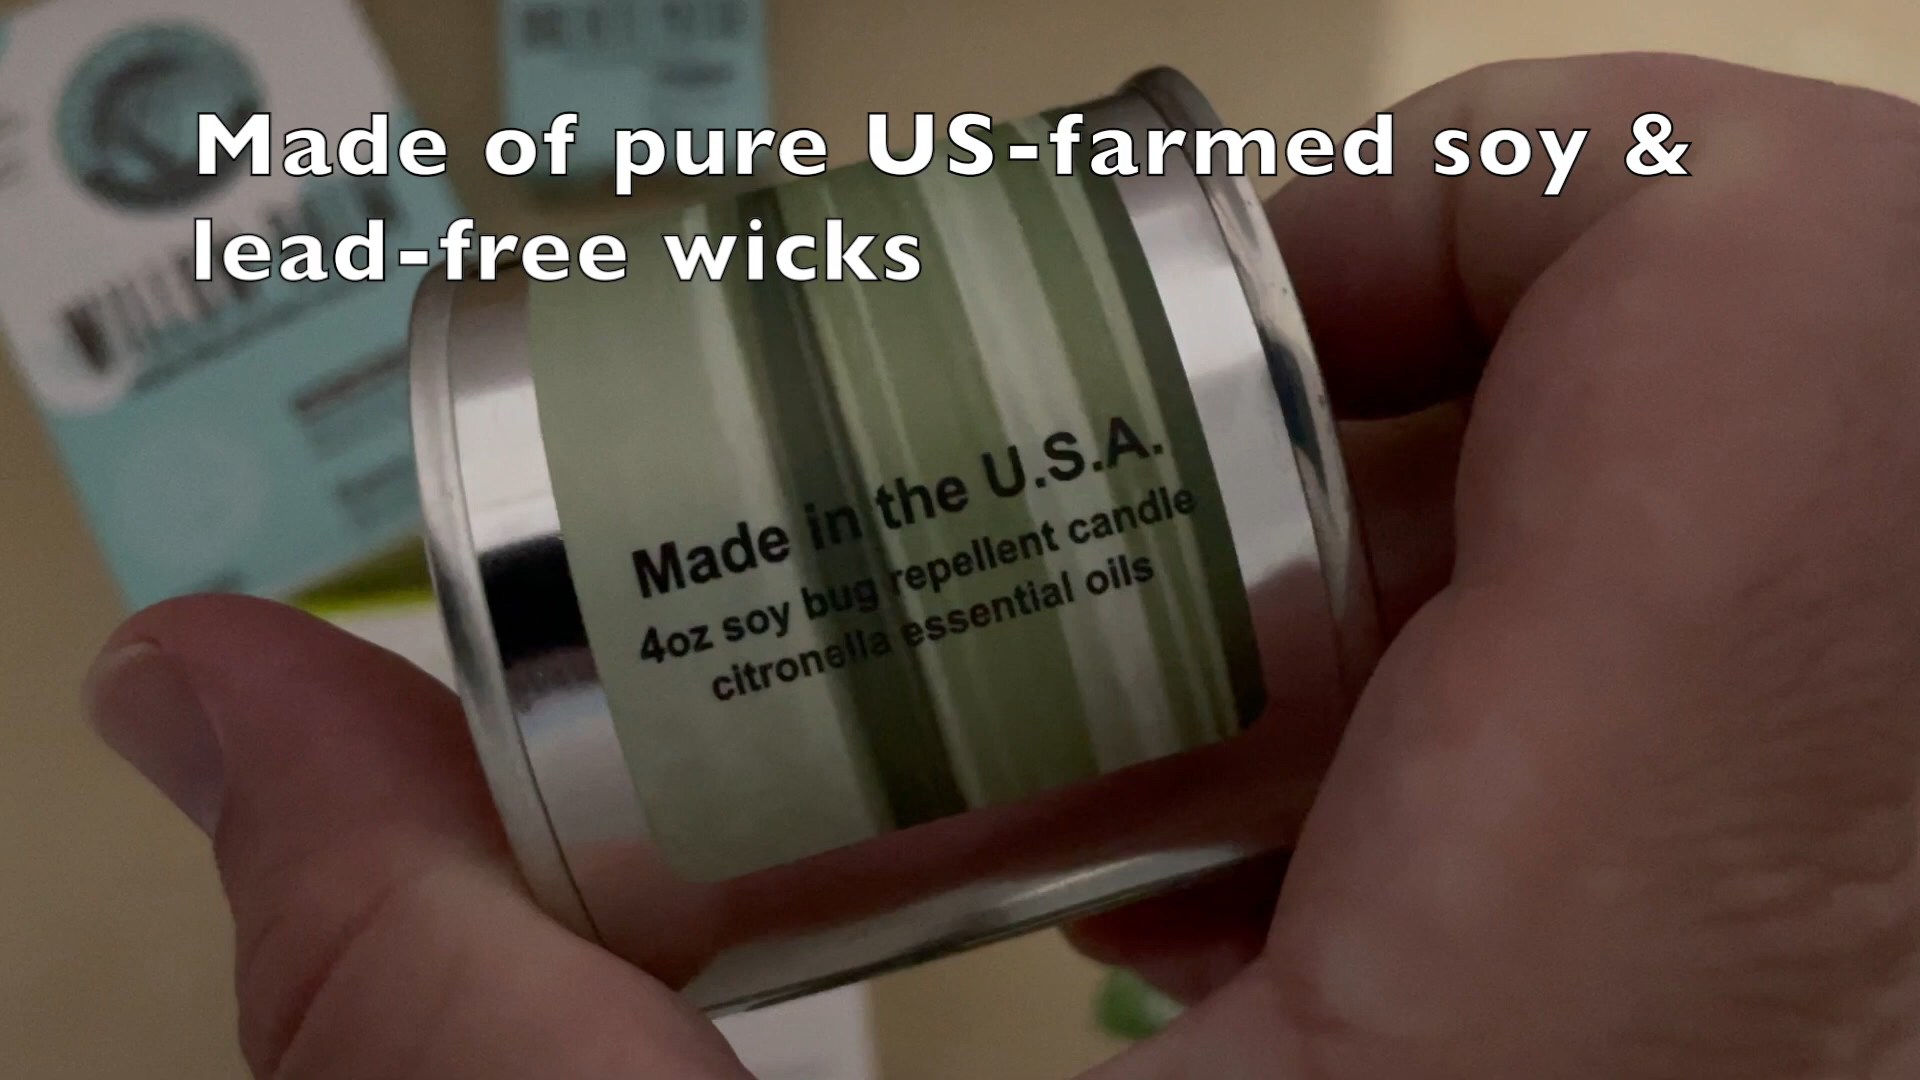 Made of pure US-farmed soy &
lead-free wicks
Made in the U.S.A.
4oz soy bug repellent candle
citronella essential oils